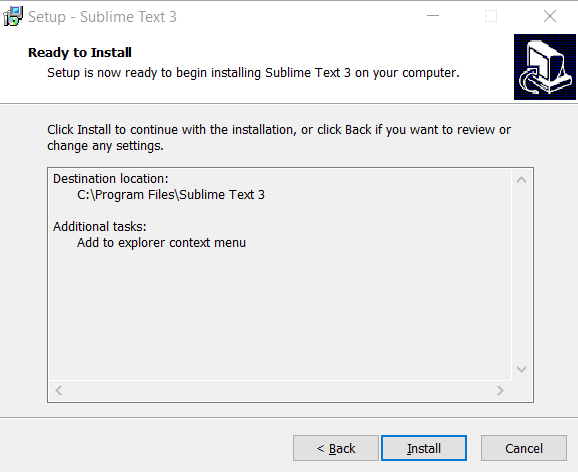 Setup - Sublime Text 3
Ready to Install
Setup is now ready to begin installing Sublime Text 3 on your computer.
Click Install to continue with the installation, or click Back if you want to review or
change any settings.
Destination location:
C:\Program Files\Sublime Text 3
Additional tasks:
Add to explorer context menu
< Back
Install
Cancel